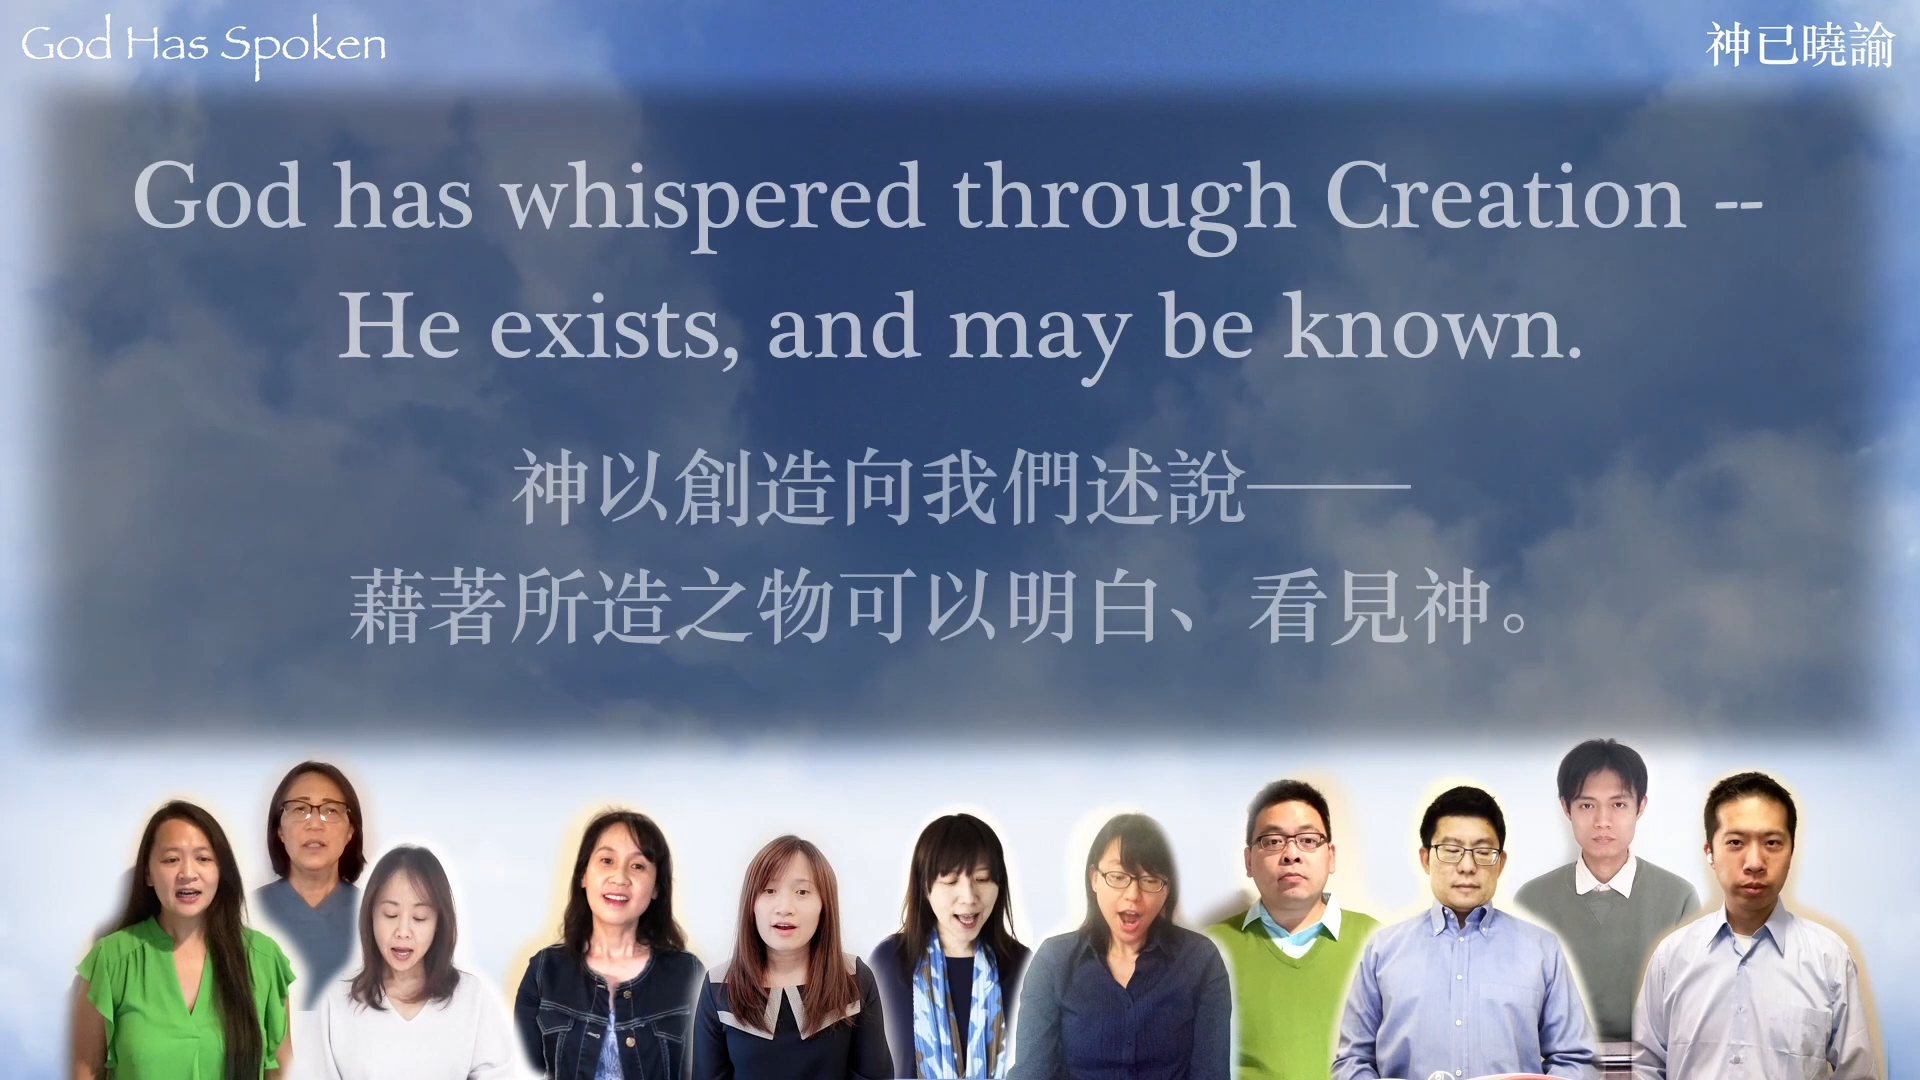 God Has Spoken
神已曉諭
God has whispered through Creation --
He exists, and may be known.
神以創造向我們述說——
藉著所造之物可以明白、看見神。